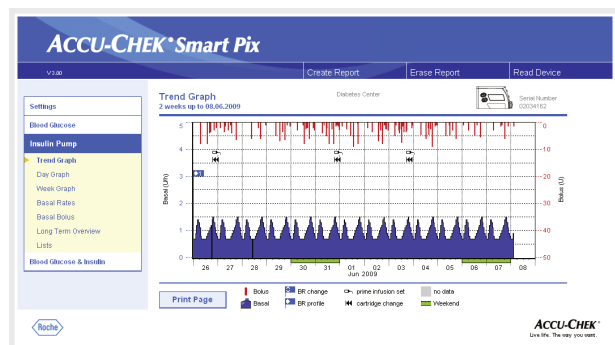 ACCU-CHEK® Smart Pix
V 3.00
Create Report
Erase Report
Read Device
Settings
Blood Glucose
Insulin Pump
Trend Graph
Day Graph
Week Graph
Basal Rates
Basal Bolus
Long Term Overview
Lists
Blood Glucose & Insulin
Trend Graph
2 weeks up to 08.06.2009
Diabetes Center
Serial Number
02034162
Basal (U/h)
5
4
3
2
1
0
Bolus (U)
0
-10
-20
-30
-40
-50
1
26 27 28 29 30 31 01 02 03 04 05 06 07 08
Jun 2009
Print Page
Bolus
Basal
BR change
BR profile
prime infusion set
cartridge change
no data
Weekend
Roche
ACCU-CHEK®
Live life. The way you want.